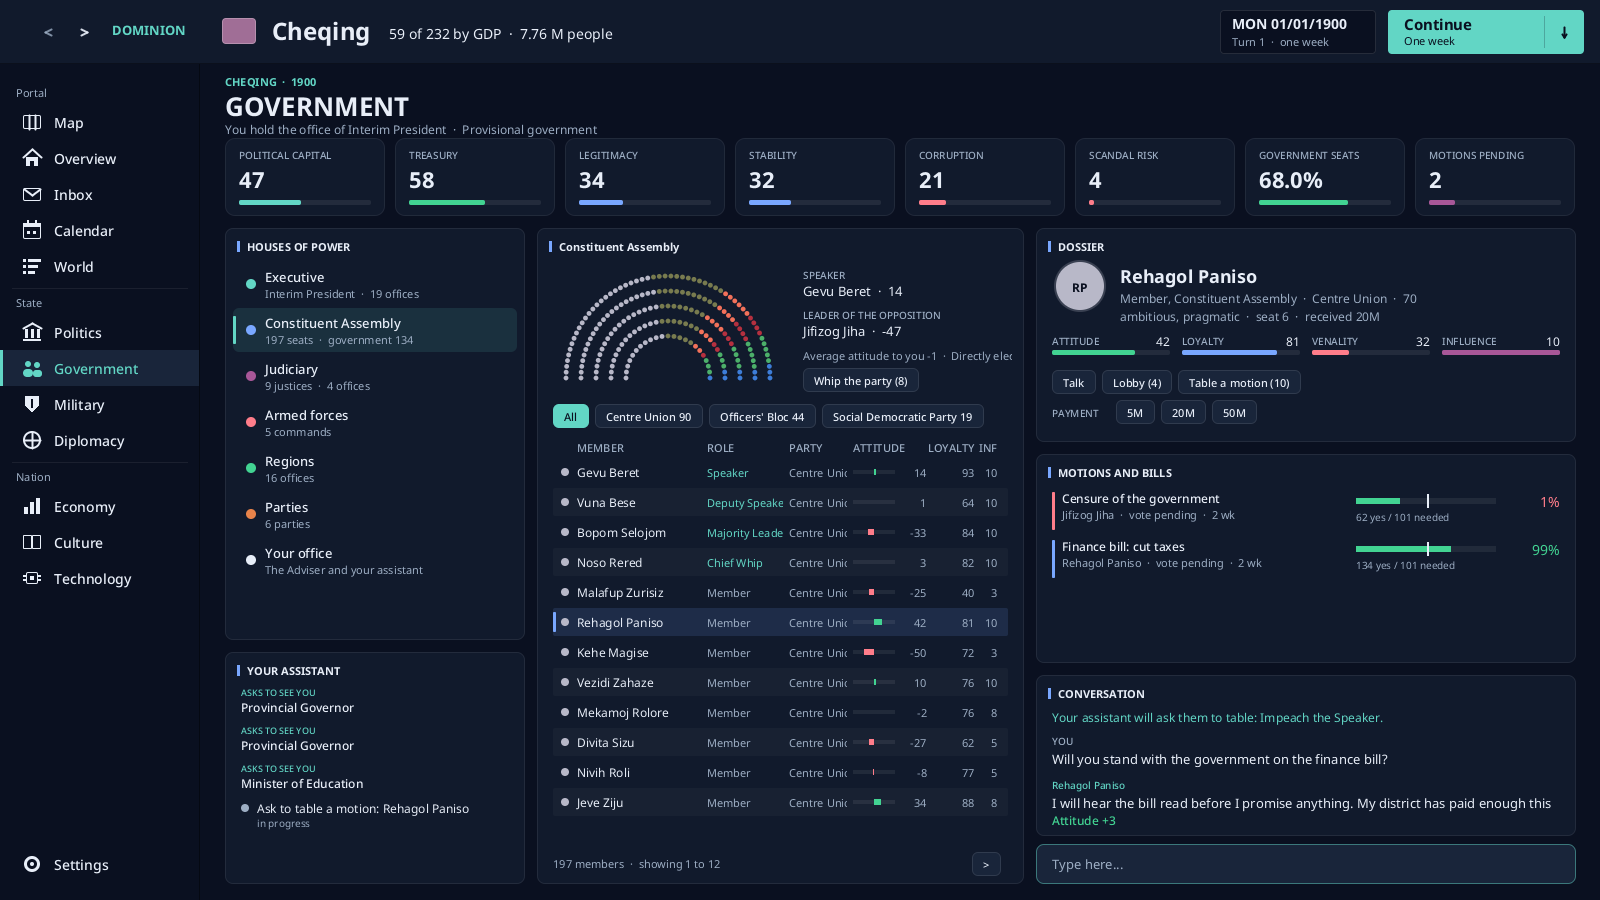 < > DOMINION Cheqing 59 of 232 by GDP · 7.76 M people
MON 01/01/1900
Turn 1 · one week
Continue
One week
Portal
Map
Overview
Inbox
Calendar
World
State
Politics
Government
Military
Diplomacy
Nation
Economy
Culture
Technology
Settings
CHEQING · 1900
GOVERNMENT
You hold the office of Interim President · Provisional government
POLITICAL CAPITAL
47
TREASURY
58
LEGITIMACY
34
STABILITY
32
CORRUPTION
21
SCANDAL RISK
4
GOVERNMENT SEATS
68.0%
MOTIONS PENDING
2
HOUSES OF POWER
Executive
Interim President · 19 offices
Constituent Assembly
197 seats · government 134
Judiciary
9 justices · 4 offices
Armed forces
5 commands
Regions
16 offices
Parties
6 parties
Your office
The Adviser and your assistant
YOUR ASSISTANT
ASKS TO SEE YOU
Provincial Governor
ASKS TO SEE YOU
Provincial Governor
ASKS TO SEE YOU
Minister of Education
Ask to table a motion: Rehagol Paniso
in progress
Constituent Assembly
SPEAKER
Gevu Beret · 14
LEADER OF THE OPPOSITION
Jifizog Jiha · -47
Average attitude to you -1 · Directly elec
Whip the party (8)
All Centre Union 90 Officers' Bloc 44 Social Democratic Party 19
MEMBER ROLE PARTY ATTITUDE LOYALTY INF
Gevu Beret Speaker Centre Unic 14 93 10
Vuna Bese Deputy Speake Centre Unic 1 64 10
Bopom Selojom Majority Leade Centre Unic -33 84 10
Noso Rered Chief Whip Centre Unic 3 82 10
Malafup Zurisiz Member Centre Unic -25 40 3
Rehagol Paniso Member Centre Unic 42 81 10
Kehe Magise Member Centre Unic -50 72 3
Vezidi Zahaze Member Centre Unic 10 76 10
Mekamoj Rolore Member Centre Unic -2 76 8
Divita Sizu Member Centre Unic -27 62 5
Nivih Roli Member Centre Unic -8 77 5
Jeve Ziju Member Centre Unic 34 88 8
197 members · showing 1 to 12 >
DOSSIER
RP
Rehagol Paniso
Member, Constituent Assembly · Centre Union · 70
ambitious, pragmatic · seat 6 · received 20M
ATTITUDE 42 LOYALTY 81 VENALITY 32 INFLUENCE 10
Talk Lobby (4) Table a motion (10)
PAYMENT 5M 20M 50M
MOTIONS AND BILLS
Censure of the government
Jifizog Jiha · vote pending · 2 wk
62 yes / 101 needed
1%
Finance bill: cut taxes
Rehagol Paniso · vote pending · 2 wk
134 yes / 101 needed
99%
CONVERSATION
Your assistant will ask them to table: Impeach the Speaker.
YOU
Will you stand with the government on the finance bill?
Rehagol Paniso
I will hear the bill read before I promise anything. My district has paid enough this
Attitude +3
Type here...